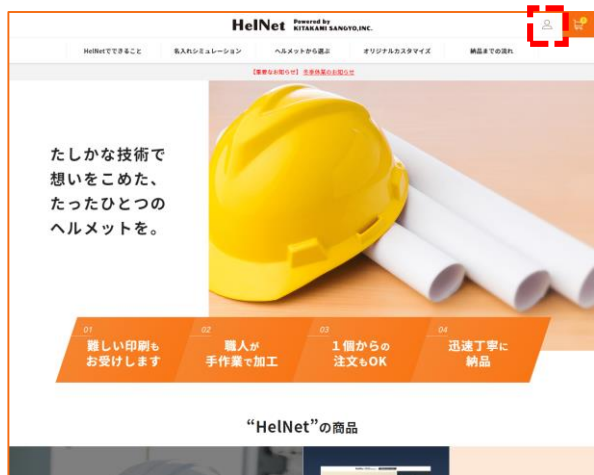 HelNet Powered by
KITAKAMI SANGYO,INC.
HelNetでできること 名入れシミュレーション ヘルメットから選ぶ オリジナルカスタマイズ 納品までの流れ
【重要なお知らせ】 冬季休業のお知らせ
たしかな技術で
想いをこめた、
たったひとつの
ヘルメットを。
01
難しい印刷も
お受けします
02
職人が
手作業で加工
03
1個からの
注文もOK
04
迅速丁寧に
納品
“HelNet”の商品